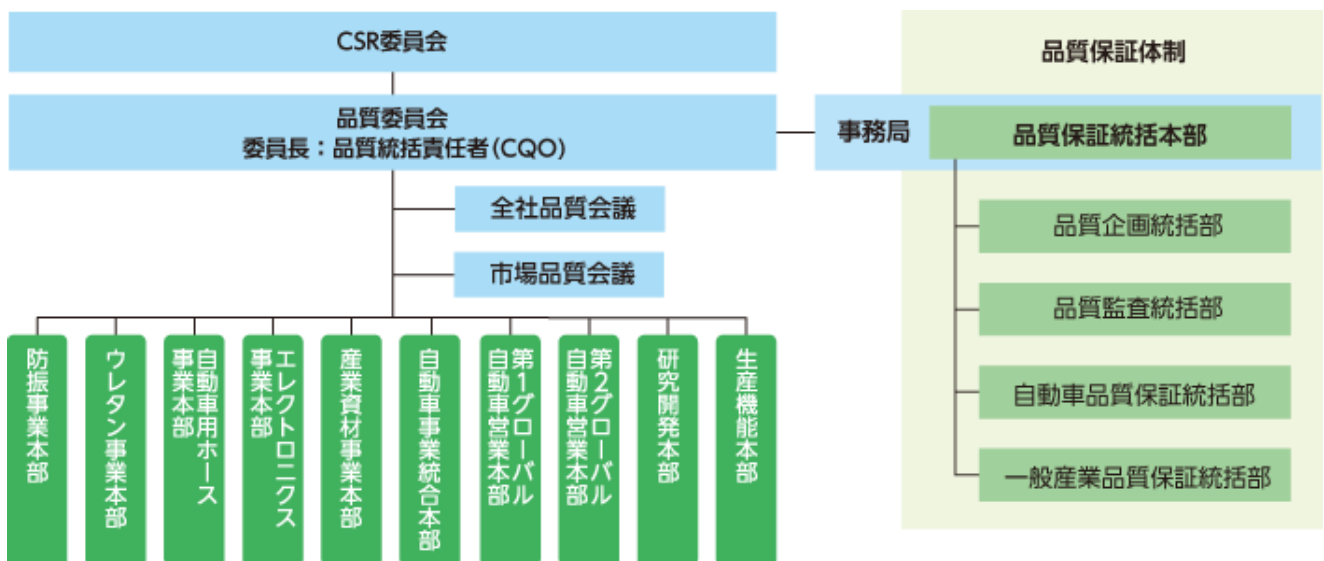 CSR委員会
品質委員会
委員長：品質統括責任者(CQO)
全社品質会議
市場品質会議
防振事業本部
ウレタン事業本部
自動車用ホース
事業本部
エレクトロニクス
事業本部
産業資材事業本部
自動車事業統合本部
第1グローバル
自動車営業本部
第2グローバル
自動車営業本部
研究開発本部
生産機能本部
品質保証体制
事務局
品質保証統括本部
品質企画統括部
品質監査統括部
自動車品質保証統括部
一般産業品質保証統括部